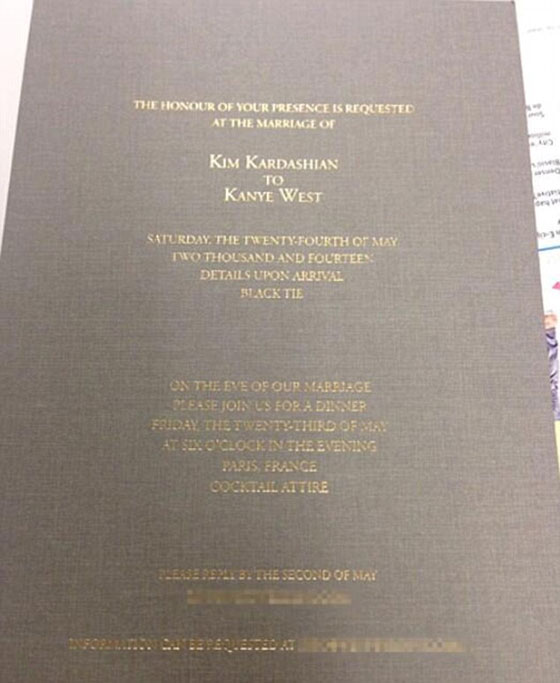 THE HONOUR OF YOUR PRESENCE IS REQUESTED
AT THE MARRIAGE OF
KIM KARDASHIAN
TO
KANYE WEST
SATURDAY, THE TWENTY-FOURTH OF MAY
TWO THOUSAND AND FOURTEEN
DETAILS UPON ARRIVAL
BLACK TIE
ON THE EVE OF OUR MARRIAGE
PLEASE JOIN US FOR A DINNER
FRIDAY, THE TWENTY-THIRD OF MAY
AT SIX O'CLOCK IN THE EVENING
PARIS, FRANCE
COCKTAIL ATTIRE
PLEASE REPLY BY THE SECOND OF MAY
INFORMATION CAN BE REQUESTED AT